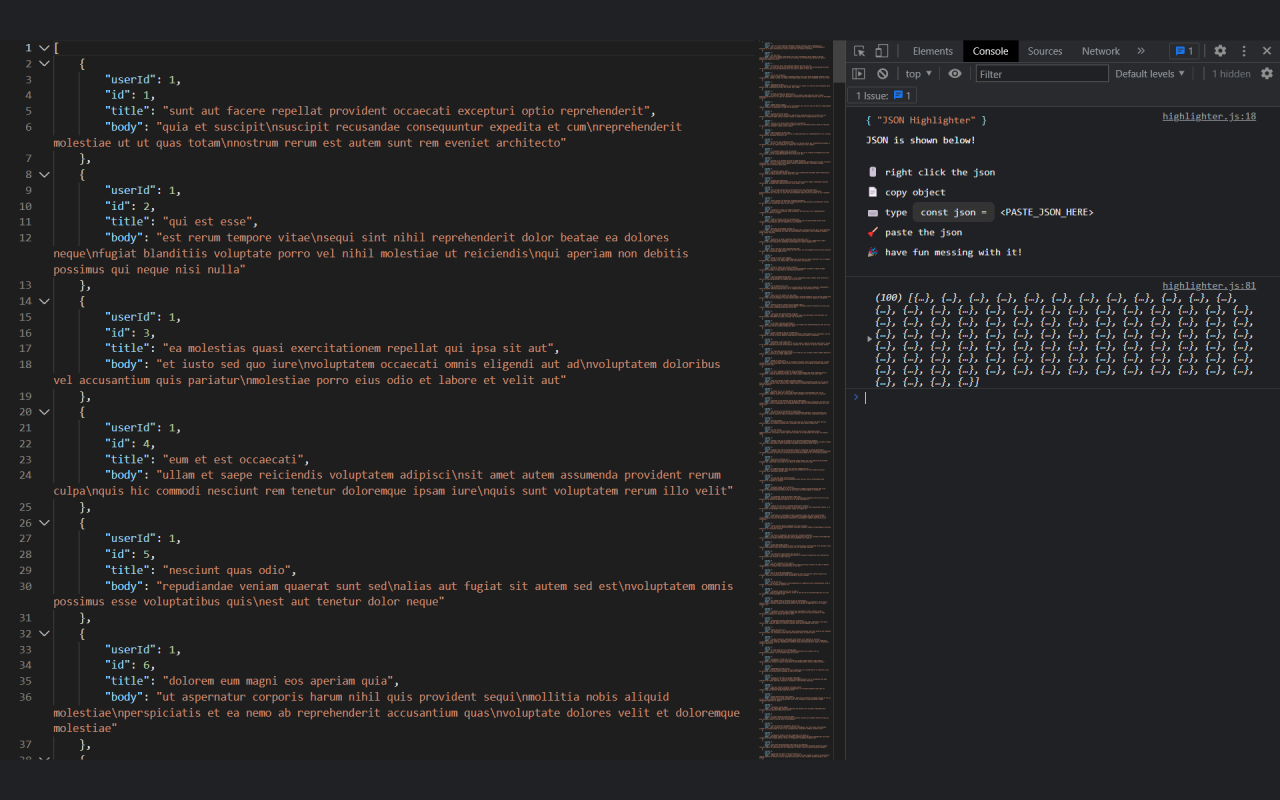 1 [
2 {
3 "userId": 1,
4 "id": 1,
5 "title": "sunt aut facere repellat provident occaecati excepturi optio reprehenderit",
6 "body": "quia et suscipit\nsuscipit recusandae consequuntur expedita et cum\nreprehenderit
molestiae ut ut quas totam\nnostrum rerum est autem sunt rem eveniet architecto"
7 },
8 {
9 "userId": 1,
10 "id": 2,
11 "title": "qui est esse",
12 "body": "est rerum tempore vitae\nsequi sint nihil reprehenderit dolor beatae ea dolores
neque\nfugiat blanditiis voluptate porro vel nihil molestiae ut reiciendis\nqui aperiam non debitis
possimus qui neque nisi nulla"
13 },
14 {
15 "userId": 1,
16 "id": 3,
17 "title": "ea molestias quasi exercitationem repellat qui ipsa sit aut",
18 "body": "et iusto sed quo iure\nvoluptatem occaecati omnis eligendi aut ad\nvoluptatem doloribus
vel accusantium quis pariatur\nmolestiae porro eius odio et labore et velit aut"
19 },
20 {
21 "userId": 1,
22 "id": 4,
23 "title": "eum et est occaecati",
24 "body": "ullam et saepe reiciendis voluptatem adipisci\nsit amet autem assumenda provident rerum
culpa\nquis hic commodi nesciunt rem tenetur doloremque ipsam iure\nquis sunt voluptatem rerum illo velit"
25 },
26 {
27 "userId": 1,
28 "id": 5,
29 "title": "nesciunt quas odio",
30 "body": "repudiandae veniam quaerat sunt sed\nalias aut fugiat sit autem sed est\nvoluptatem omnis
possimus esse voluptatibus quis\nest aut tenetur dolor neque"
31 },
32 {
33 "userId": 1,
34 "id": 6,
35 "title": "dolorem eum magni eos aperiam quia",
36 "body": "ut aspernatur corporis harum nihil quis provident sequi\nmollitia nobis aliquid
molestiae\nperspiciatis et ea nemo ab reprehenderit accusantium quas\nvoluptate dolores velit et doloremque
molestiae"
37 },
38 {
Elements Console Sources Network » 1
top Filter Default levels 1 hidden
1 Issue: 1
{ "JSON Highlighter" } highlighter.js:18
JSON is shown below!
right click the json
copy object
type const json = <PASTE_JSON_HERE>
paste the json
have fun messing with it!
highlighter.js:81
(100) [{…}, {…}, {…}, {…}, {…}, {…}, {…}, {…}, {…}, {…}, {…}, {…},
{…}, {…}, {…}, {…}, {…}, {…}, {…}, {…}, {…}, {…}, {…}, {…}, {…}, {…},
{…}, {…}, {…}, {…}, {…}, {…}, {…}, {…}, {…}, {…}, {…}, {…}, {…}, {…},
{…}, {…}, {…}, {…}, {…}, {…}, {…}, {…}, {…}, {…}, {…}, {…}, {…}, {…},
{…}, {…}, {…}, {…}, {…}, {…}, {…}, {…}, {…}, {…}, {…}, {…}, {…}, {…},
{…}, {…}, {…}, {…}, {…}, {…}, {…}, {…}, {…}, {…}, {…}, {…}, {…}, {…},
{…}, {…}, {…}, {…}, {…}, {…}, {…}, {…}, {…}, {…}, {…}, {…}, {…}, {…},
{…}, {…}, {…}, {…}]